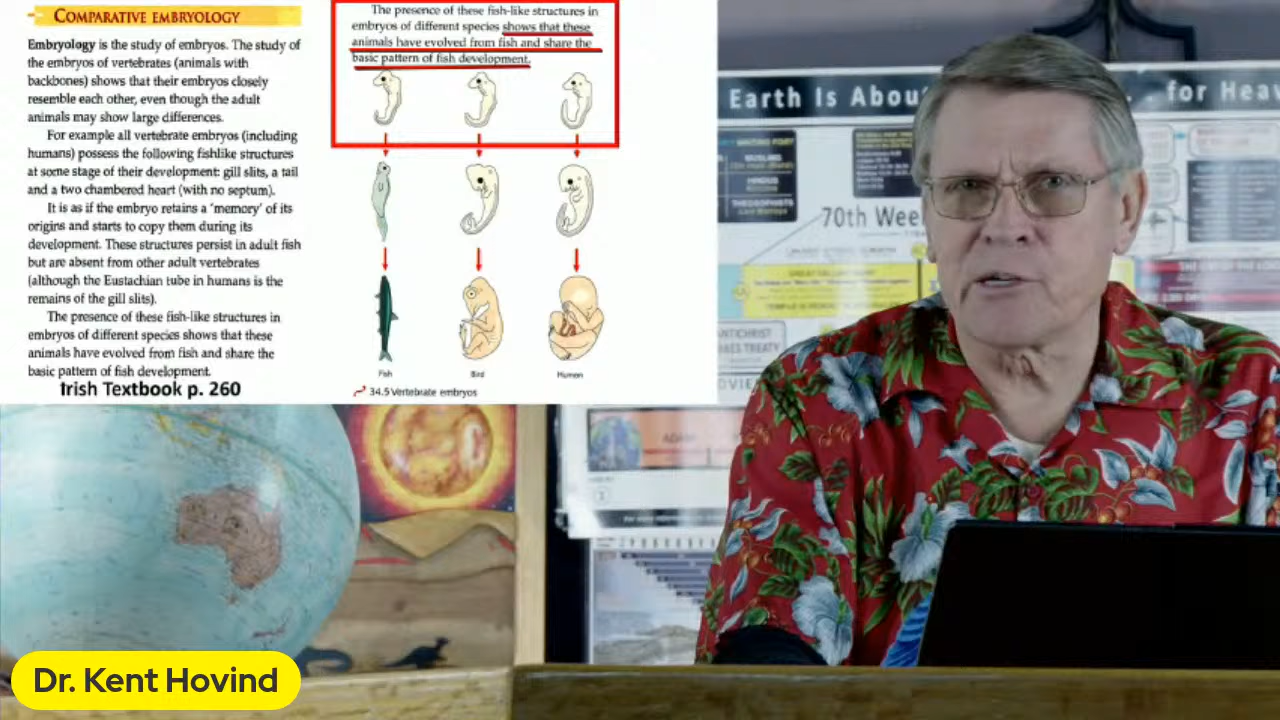 COMPARATIVE EMBRYOLOGY
Embryology is the study of embryos. The study of
the embryos of vertebrates (animals with
backbones) shows that their embryos closely
resemble each other, even though the adult
animals may show large differences.
For example all vertebrate embryos (including
humans) possess the following fishlike structures
at some stage of their development: gill slits, a tail
and a two chambered heart (with no septum).
It is as if the embryo retains a 'memory' of its
origins and starts to copy them during its
development. These structures persist in adult fish
but are absent from other adult vertebrates
(although the Eustachian tube in humans is the
remains of the gill slits).
The presence of these fish-like structures in
embryos of different species shows that these
animals have evolved from fish and share the
basic pattern of fish development.
Irish Textbook p. 260
The presence of these fish-like structures in
embryos of different species shows that these
animals have evolved from fish and share the
basic pattern of fish development.
Fish Bird Human
34.5 Vertebrate embryos
Earth Is Abou for Heav
MUSLIMS
HINDUS
THEOSOPHISTS
70th Wee
ANTICHRIST
TREATY
ADAM
Dr. Kent Hovind